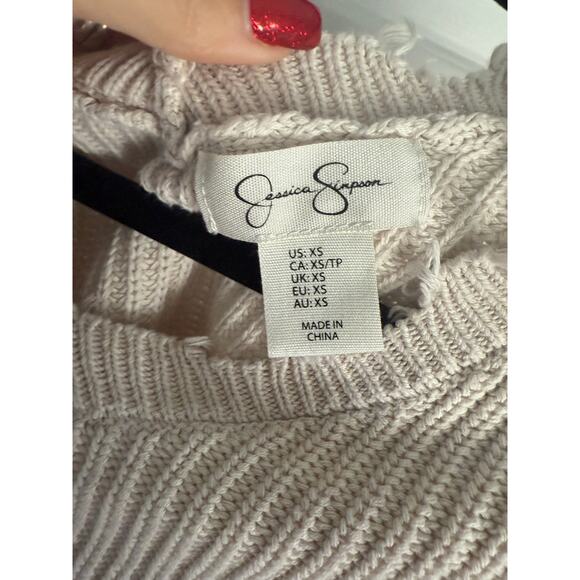 Jessica Simpson
US: XS
CA: XS/TP
UK: XS
EU: XS
AU: XS
MADE IN
CHINA